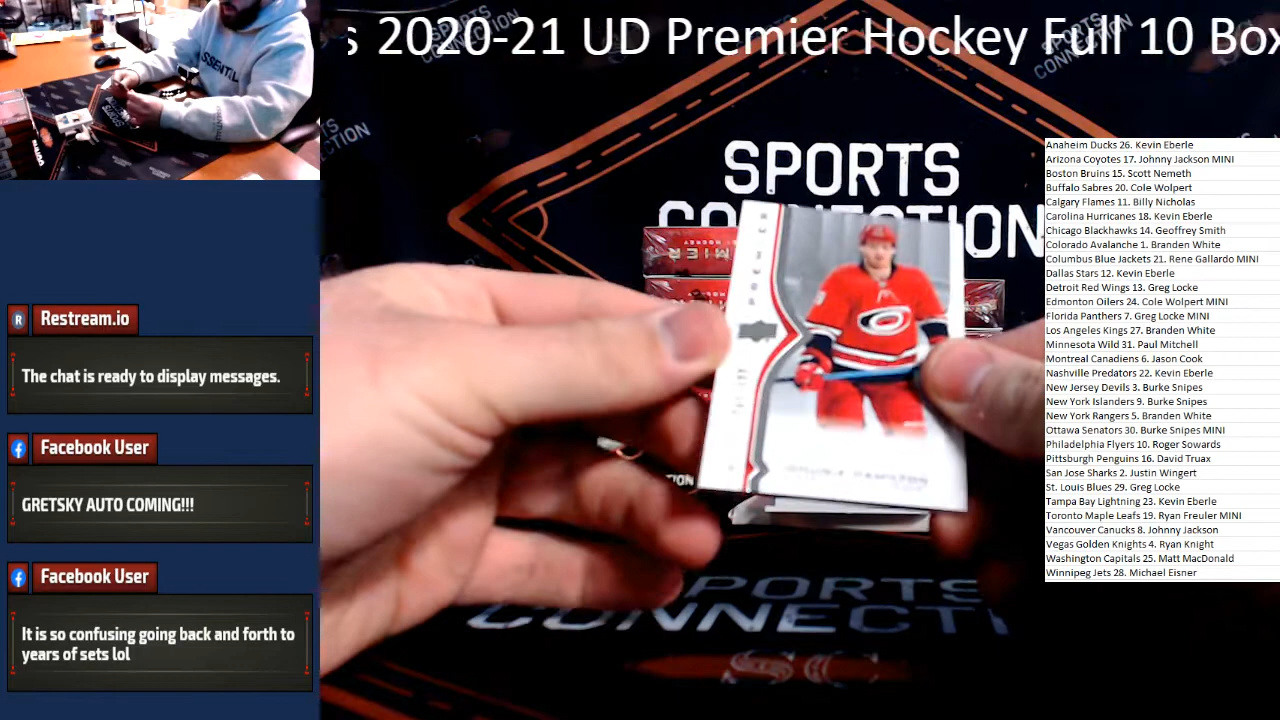 s 2020-21 UD Premier Hockey Full 10 Box
ESSENTIAL
SPORTS
CONNECTION
HAMILTON
Restream.io
The chat is ready to display messages.
Facebook User
GRETSKY AUTO COMING!!!
Facebook User
It is so confusing going back and forth to
years of sets lol
Anaheim Ducks 26. Kevin Eberle
Arizona Coyotes 17. Johnny Jackson MINI
Boston Bruins 15. Scott Nemeth
Buffalo Sabres 20. Cole Wolpert
Calgary Flames 11. Billy Nicholas
Carolina Hurricanes 18. Kevin Eberle
Chicago Blackhawks 14. Geoffrey Smith
Colorado Avalanche 1. Branden White
Columbus Blue Jackets 21. Rene Gallardo MINI
Dallas Stars 12. Kevin Eberle
Detroit Red Wings 13. Greg Locke
Edmonton Oilers 24. Cole Wolpert MINI
Florida Panthers 7. Greg Locke MINI
Los Angeles Kings 27. Branden White
Minnesota Wild 31. Paul Mitchell
Montreal Canadiens 6. Jason Cook
Nashville Predators 22. Kevin Eberle
New Jersey Devils 3. Burke Snipes
New York Islanders 9. Burke Snipes
New York Rangers 5. Branden White
Ottawa Senators 30. Burke Snipes MINI
Philadelphia Flyers 10. Roger Sowards
Pittsburgh Penguins 16. David Truax
San Jose Sharks 2. Justin Wingert
St. Louis Blues 29. Greg Locke
Tampa Bay Lightning 23. Kevin Eberle
Toronto Maple Leafs 19. Ryan Freuler MINI
Vancouver Canucks 8. Johnny Jackson
Vegas Golden Knights 4. Ryan Knight
Washington Capitals 25. Matt MacDonald
Winnipeg Jets 28. Michael Eisner
SPORTS
CONNECTI
SC